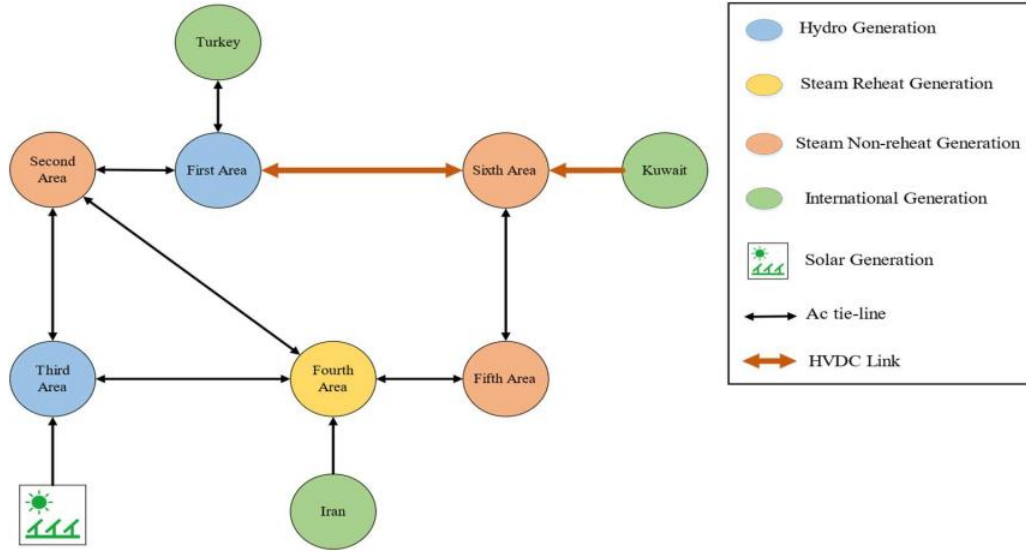 Turkey
Second
Area
First Area
Sixth Area
Kuwait
Third
Area
Fourth
Area
Fifth Area
Iran
Hydro Generation
Steam Reheat Generation
Steam Non-reheat Generation
International Generation
Solar Generation
Ac tie-line
HVDC Link